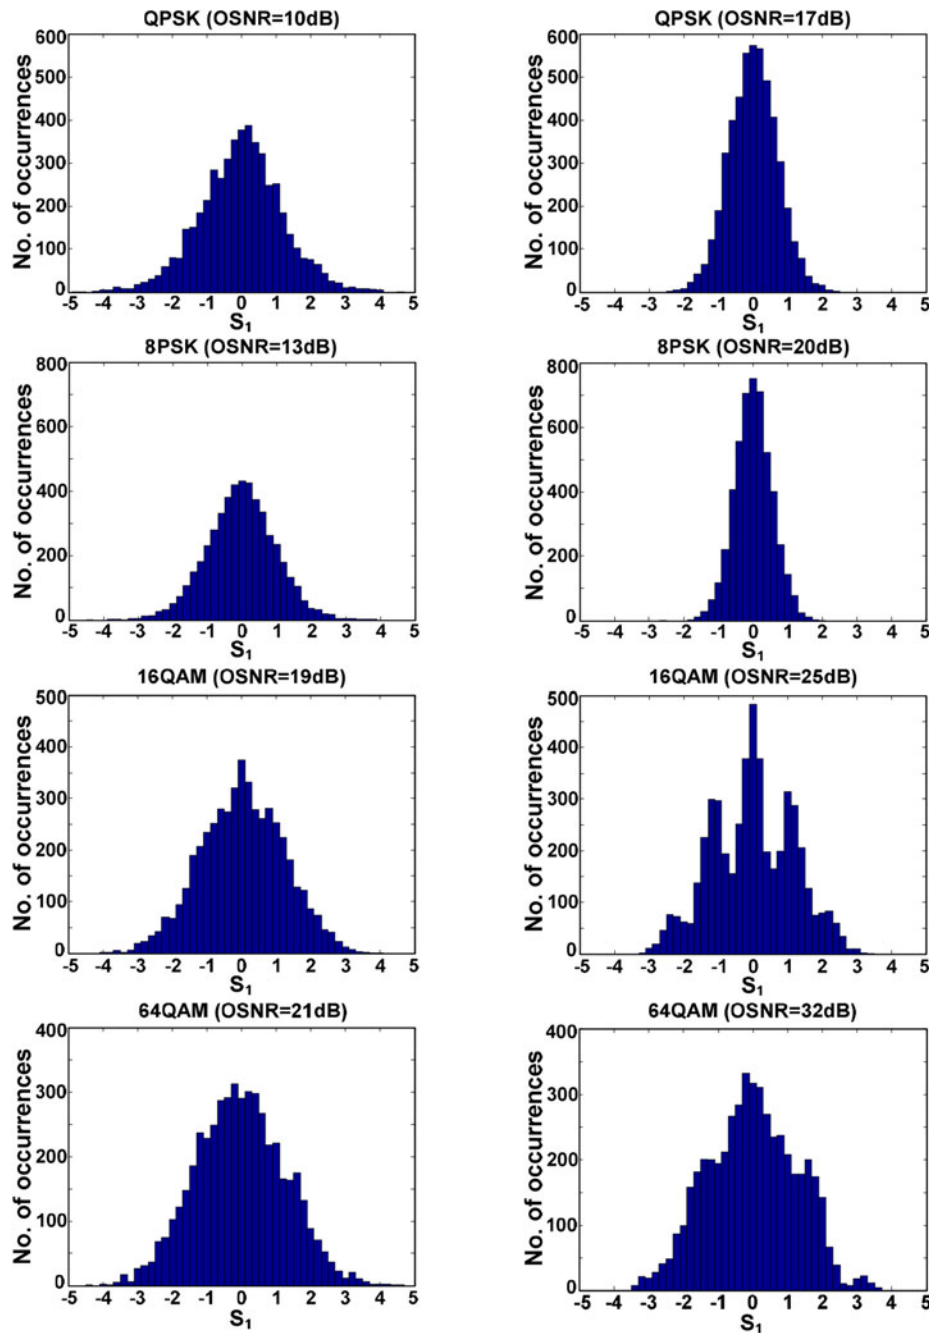 QPSK (OSNR=10dB)
No. of occurrences
600
500
400
300
200
100
0
-5 -4 -3 -2 -1 0 1 2 3 4 5
S1
QPSK (OSNR=17dB)
No. of occurrences
600
500
400
300
200
100
0
-5 -4 -3 -2 -1 0 1 2 3 4 5
S1
8PSK (OSNR=13dB)
No. of occurrences
800
600
400
200
0
-5 -4 -3 -2 -1 0 1 2 3 4 5
S1
8PSK (OSNR=20dB)
No. of occurrences
800
600
400
200
0
-5 -4 -3 -2 -1 0 1 2 3 4 5
S1
16QAM (OSNR=19dB)
No. of occurrences
500
400
300
200
100
0
-5 -4 -3 -2 -1 0 1 2 3 4 5
S1
16QAM (OSNR=25dB)
No. of occurrences
500
400
300
200
100
0
-5 -4 -3 -2 -1 0 1 2 3 4 5
S1
64QAM (OSNR=21dB)
No. of occurrences
400
300
200
100
0
-5 -4 -3 -2 -1 0 1 2 3 4 5
S1
64QAM (OSNR=32dB)
No. of occurrences
400
300
200
100
0
-5 -4 -3 -2 -1 0 1 2 3 4 5
S1